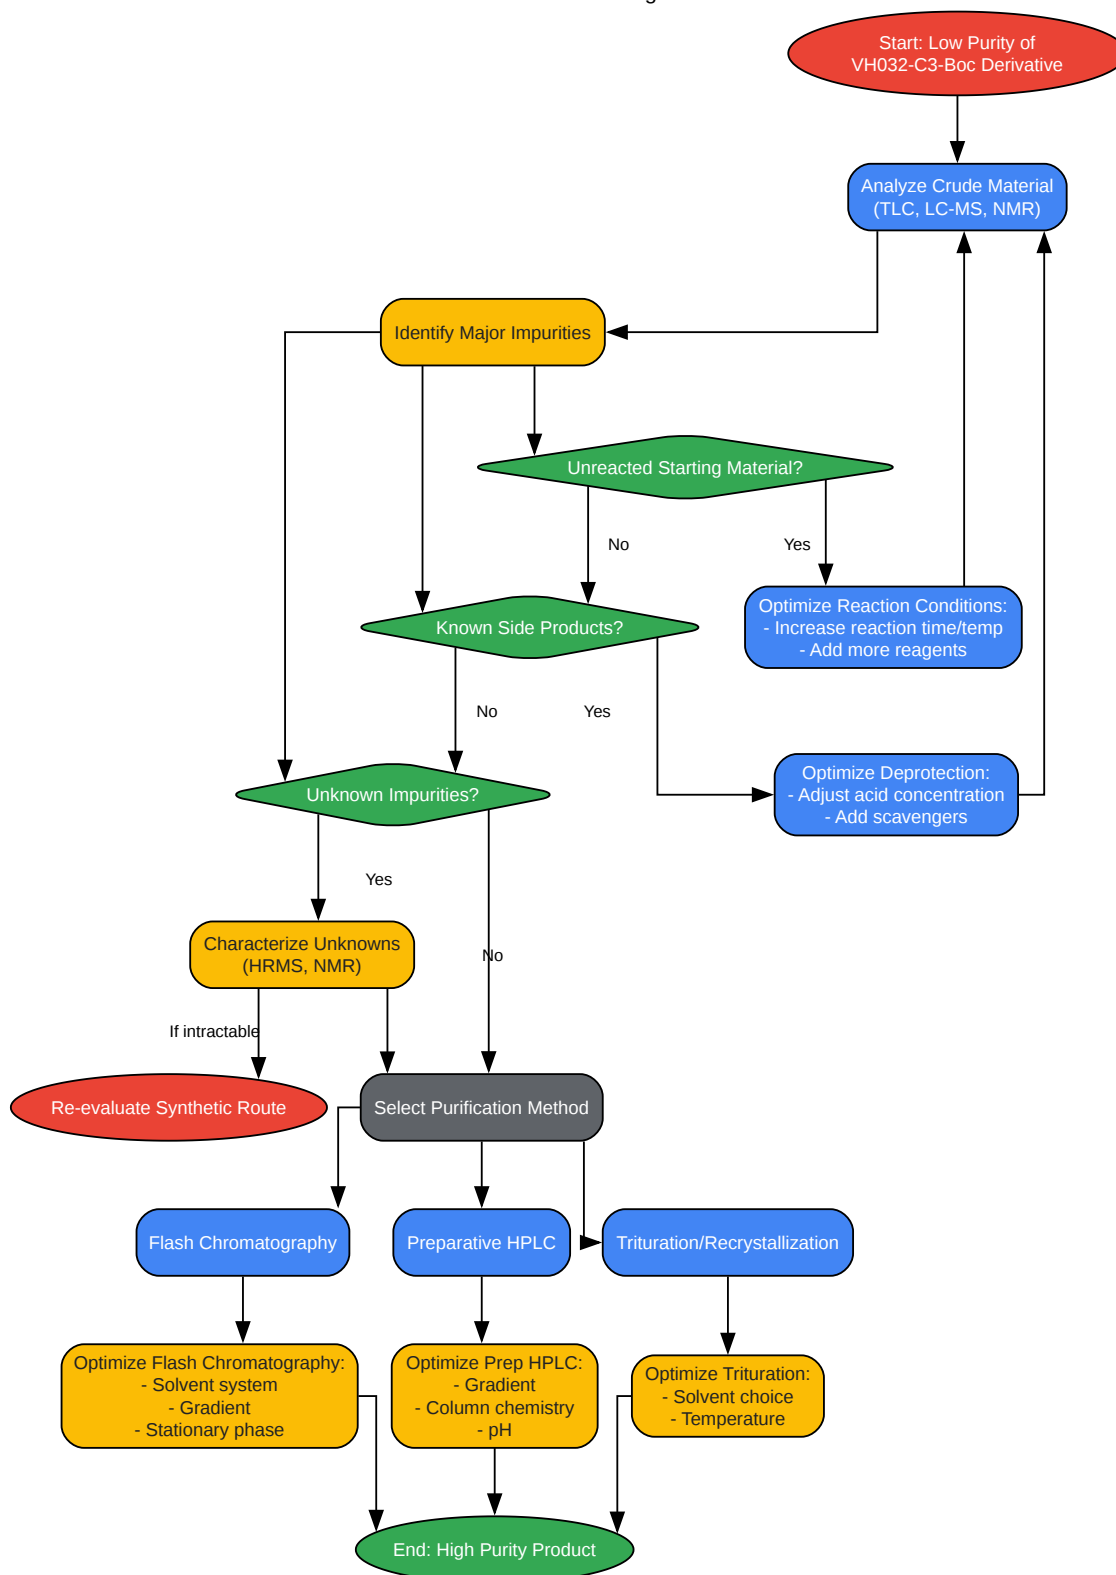 Start: Low Purity of
VH032-C3-Boc Derivative
Analyze Crude Material
(TLC, LC-MS, NMR)
Identify Major Impurities
Unreacted Starting Material?
No
Yes
Optimize Reaction Conditions:
- Increase reaction time/temp
- Add more reagents
Known Side Products?
No
Yes
Optimize Deprotection:
- Adjust acid concentration
- Add scavengers
Unknown Impurities?
Yes
No
Characterize Unknowns
(HRMS, NMR)
If intractable
Re-evaluate Synthetic Route
Select Purification Method
Flash Chromatography
Preparative HPLC
Trituration/Recrystallization
Optimize Flash Chromatography:
- Solvent system
- Gradient
- Stationary phase
Optimize Prep HPLC:
- Gradient
- Column chemistry
- pH
Optimize Trituration:
- Solvent choice
- Temperature
End: High Purity Product